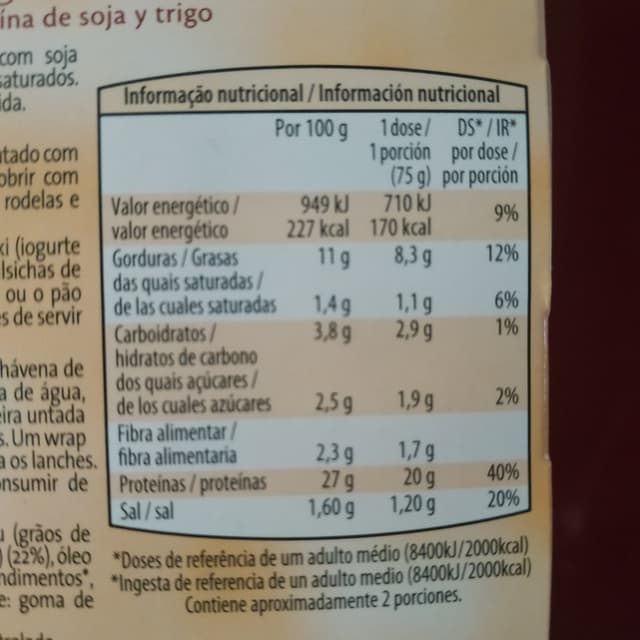 ína de soja y trigo
com soja
saturados.
ida.
ntado com
obrir com
rodelas e
ki (iogurte
lsichas de
ou o pão
es de servir
hávena de
a de água,
eira untada
s. Um wrap
a os lanches.
onsumir de
u (grãos de
) (22%), óleo
ndimentos*,
e: goma de
Informação nutricional / Información nutricional
Por 100 g 1 dose / DS* / IR*
1 porción por dose /
(75 g) por porción
Valor energético / 949 kJ 710 kJ
valor energético 227 kcal 170 kcal 9%
Gorduras / Grasas 11 g 8,3 g 12%
das quais saturadas /
de las cuales saturadas 1,4 g 1,1 g 6%
Carboidratos / 3,8 g 2,9 g 1%
hidratos de carbono
dos quais açúcares /
de los cuales azúcares 2,5 g 1,9 g 2%
Fibra alimentar /
fibra alimentaria 2,3 g 1,7 g
Proteínas / proteínas 27 g 20 g 40%
Sal / sal 1,60 g 1,20 g 20%
*Doses de referência de um adulto médio (8400kJ/2000kcal)
*Ingesta de referencia de un adulto medio (8400kJ/2000kcal)
Contiene aproximadamente 2 porciones.